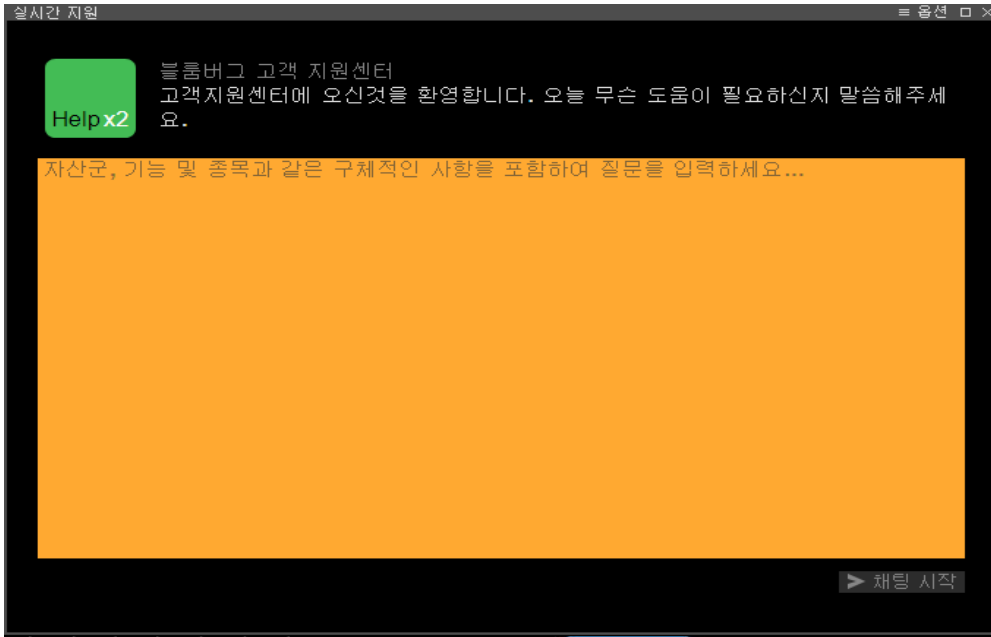 실시간 지원
≡ 옵션
블룸버그 고객 지원센터
고객지원센터에 오신것을 환영합니다. 오늘 무슨 도움이 필요하신지 말씀해주세
요.
Help x2
자산군, 기능 및 종목과 같은 구체적인 사항을 포함하여 질문을 입력하세요...
채팅 시작